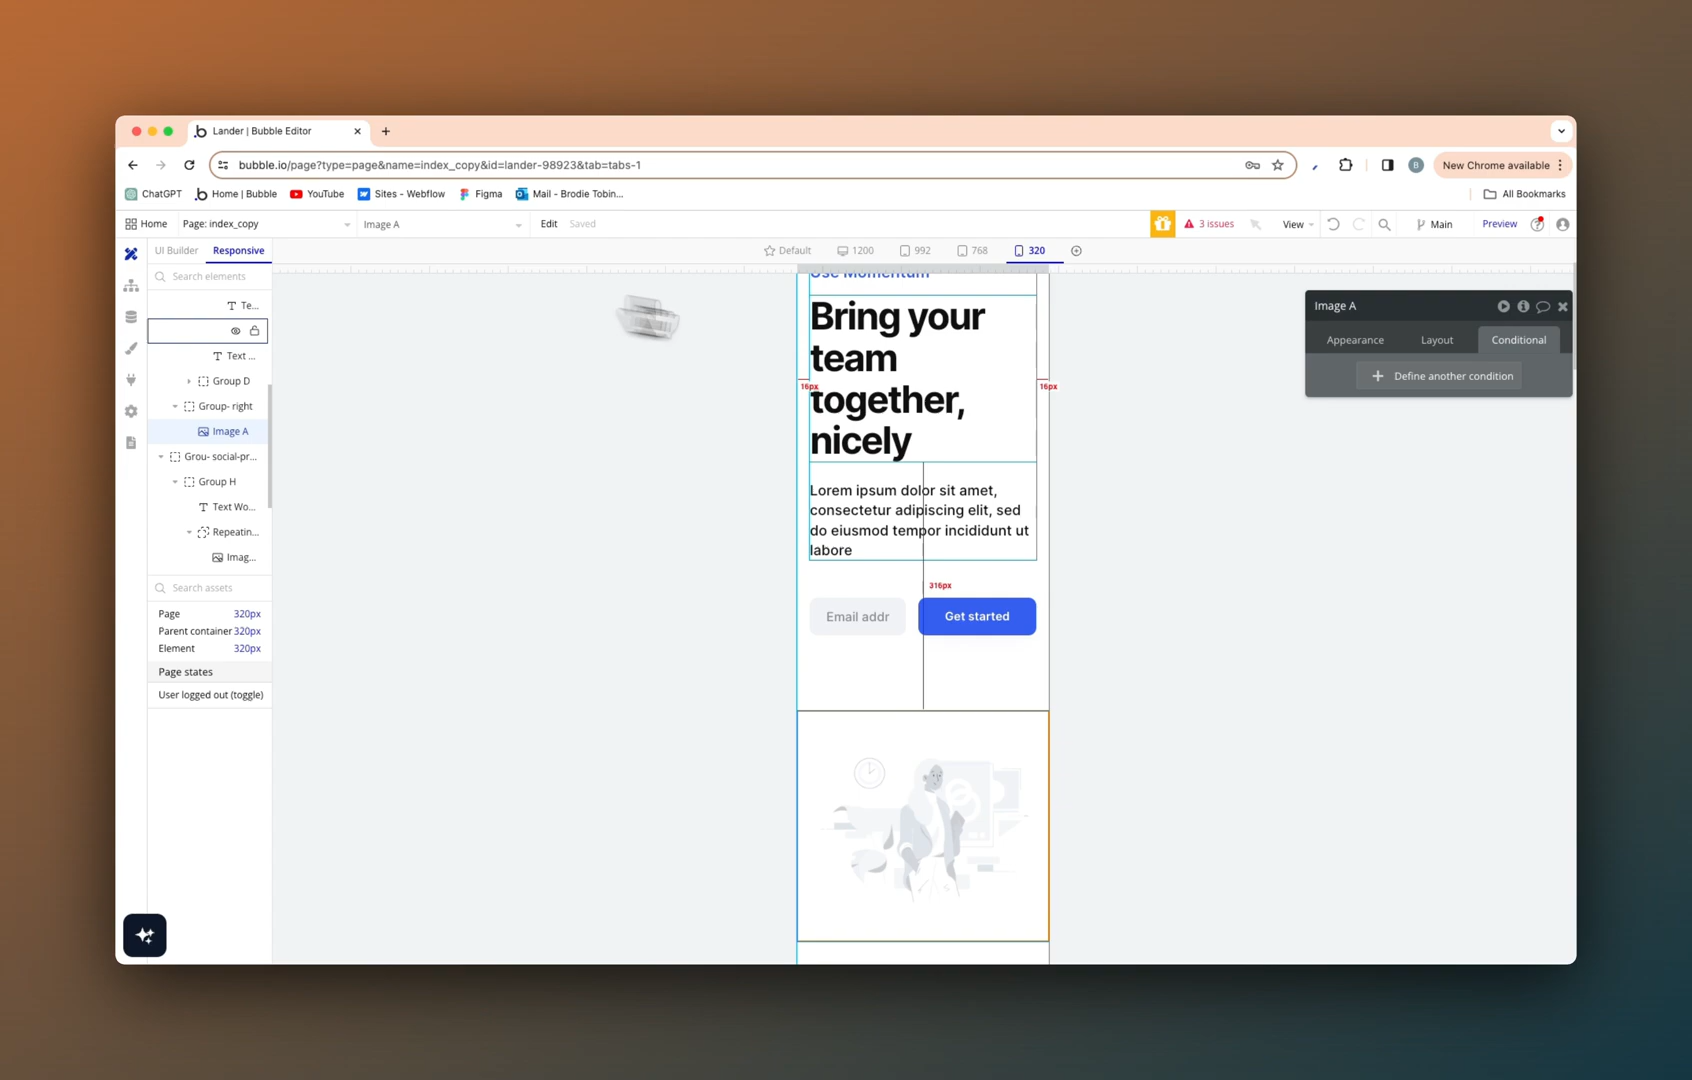 Lander | Bubble Editor
bubble.io/page?type=page&name=index_copy&id=lander-98923&tab=tabs-1
B
New Chrome available
ChatGPT
Home | Bubble
YouTube
Sites - Webflow
Figma
Mail - Brodie Tobin...
All Bookmarks
Home
Page: index_copy
Image A
Edit
Saved
3 issues
View
Main
Preview
UI Builder
Responsive
Default
1200
992
768
320
Search elements
Te...
Text ...
Group D
Group- right
Image A
Grou- social-pr...
Group H
Text Wo...
Repeatin...
Imag...
Search assets
Page 320px
Parent container 320px
Element 320px
Page states
User logged out (toggle)
Use Momentum
Bring your
team
together,
nicely
16px
16px
Lorem ipsum dolor sit amet,
consectetur adipiscing elit, sed
do eiusmod tempor incididunt ut
labore
316px
Email addr
Get started
Image A
Appearance
Layout
Conditional
Define another condition